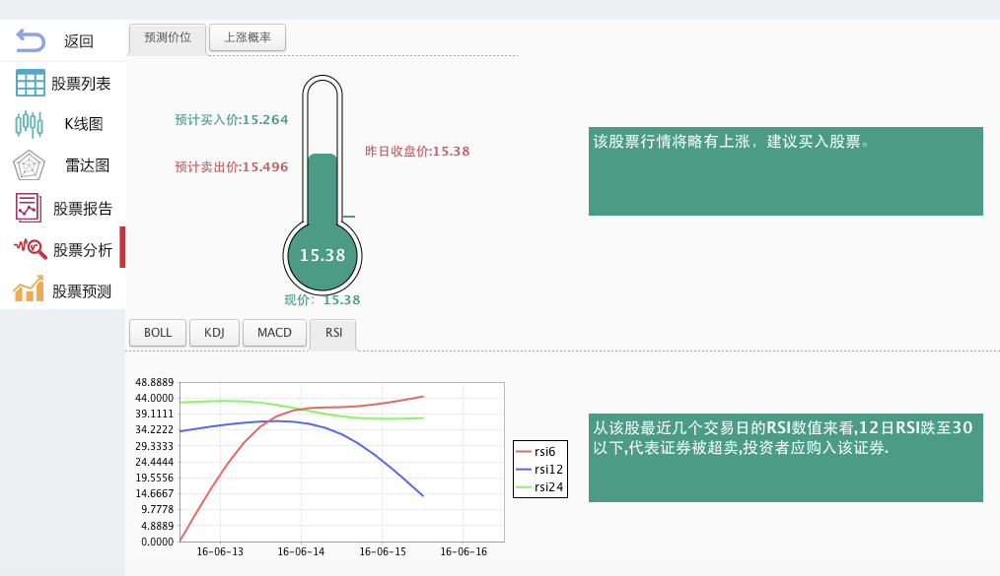 返回
股票列表
K线图
雷达图
股票报告
股票分析
股票预测
预测价位
上涨概率
预计买入价:15.264
预计卖出价:15.496
昨日收盘价:15.38
15.38
现价：15.38
该股票行情将略有上涨，建议买入股票。
BOLL
KDJ
MACD
RSI
48.8889
44.0000
39.1111
34.2222
29.3333
24.4444
19.5556
14.6667
9.7778
4.8889
0.0000
16-06-13
16-06-14
16-06-15
16-06-16
rsi6
rsi12
rsi24
从该股最近几个交易日的RSI数值来看,12日RSI跌至30
以下,代表证券被超卖,投资者应购入该证券.